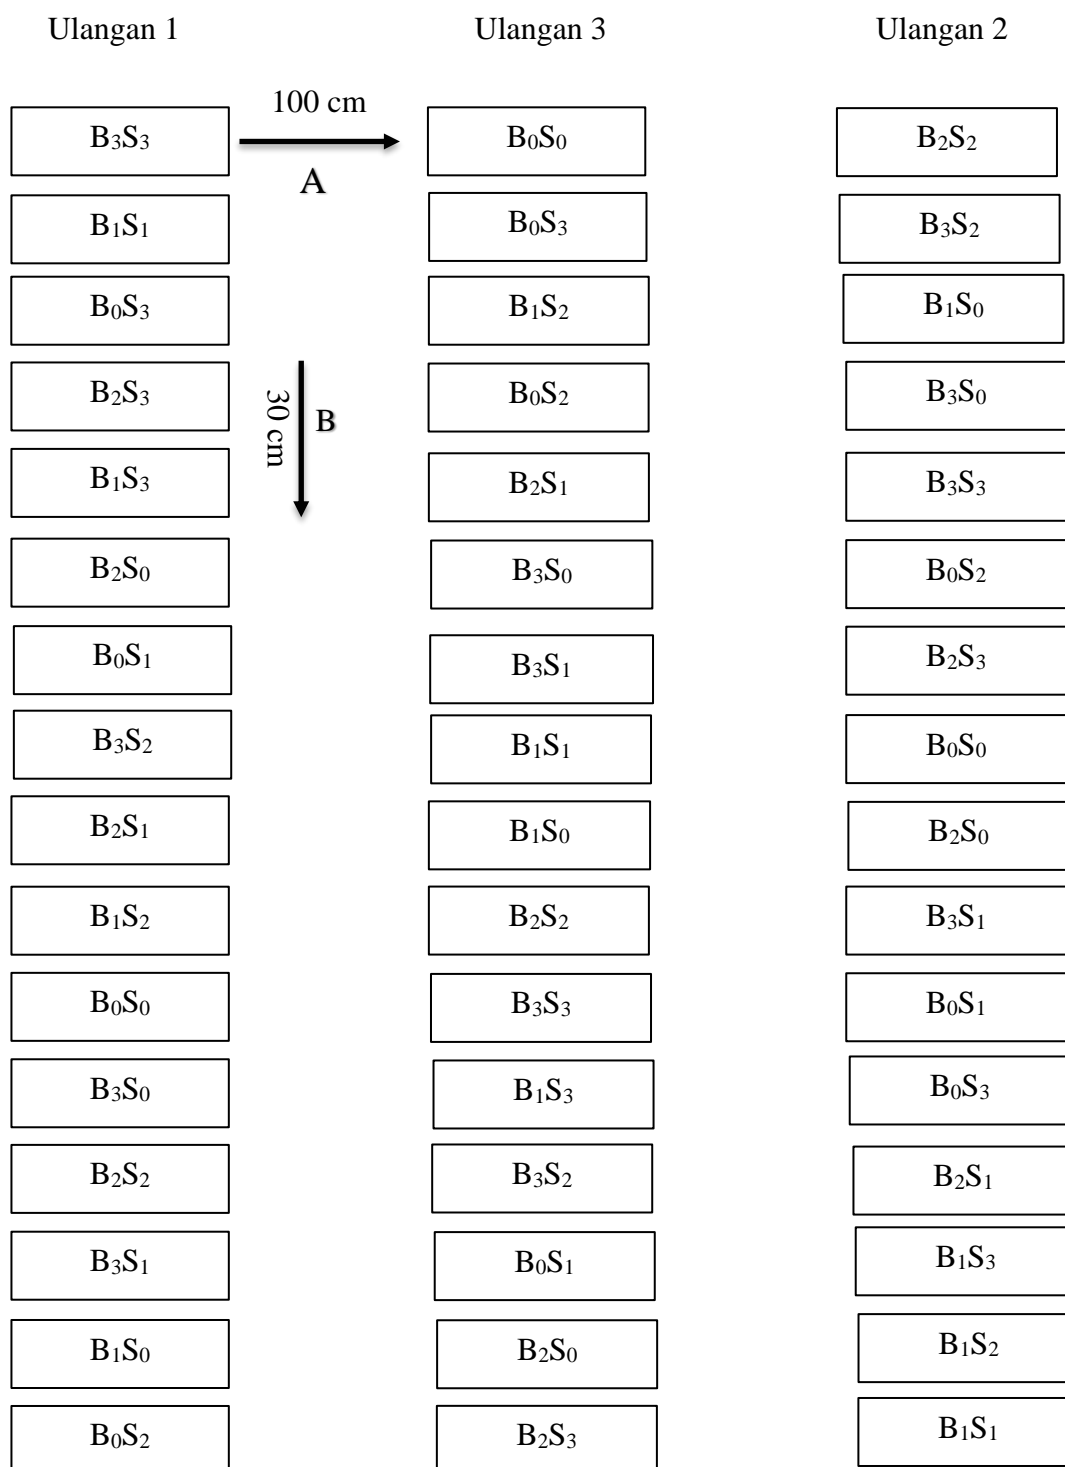 Ulangan 1 Ulangan 3 Ulangan 2
100 cm
B₃S₃ B₀S₀ B₂S₂
A
B₁S₁ B₀S₃ B₃S₂
B₀S₃ B₁S₂ B₁S₀
B₂S₃ B₀S₂ B₃S₀
30 cm B
B₁S₃ B₂S₁ B₃S₃
B₂S₀ B₃S₀ B₀S₂
B₀S₁ B₃S₁ B₂S₃
B₃S₂ B₁S₁ B₀S₀
B₂S₁ B₁S₀ B₂S₀
B₁S₂ B₂S₂ B₃S₁
B₀S₀ B₃S₃ B₀S₁
B₃S₀ B₁S₃ B₀S₃
B₂S₂ B₃S₂ B₂S₁
B₃S₁ B₀S₁ B₁S₃
B₁S₀ B₂S₀ B₁S₂
B₀S₂ B₂S₃ B₁S₁